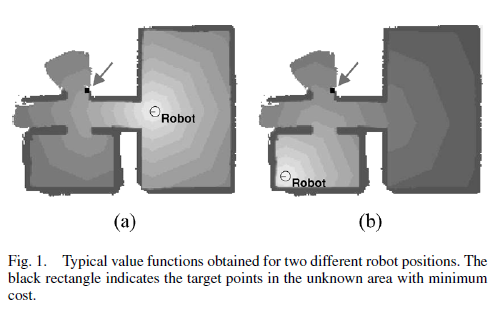 Robot
Robot
(a)
(b)
Fig. 1. Typical value functions obtained for two different robot positions. The
black rectangle indicates the target points in the unknown area with minimum
cost.